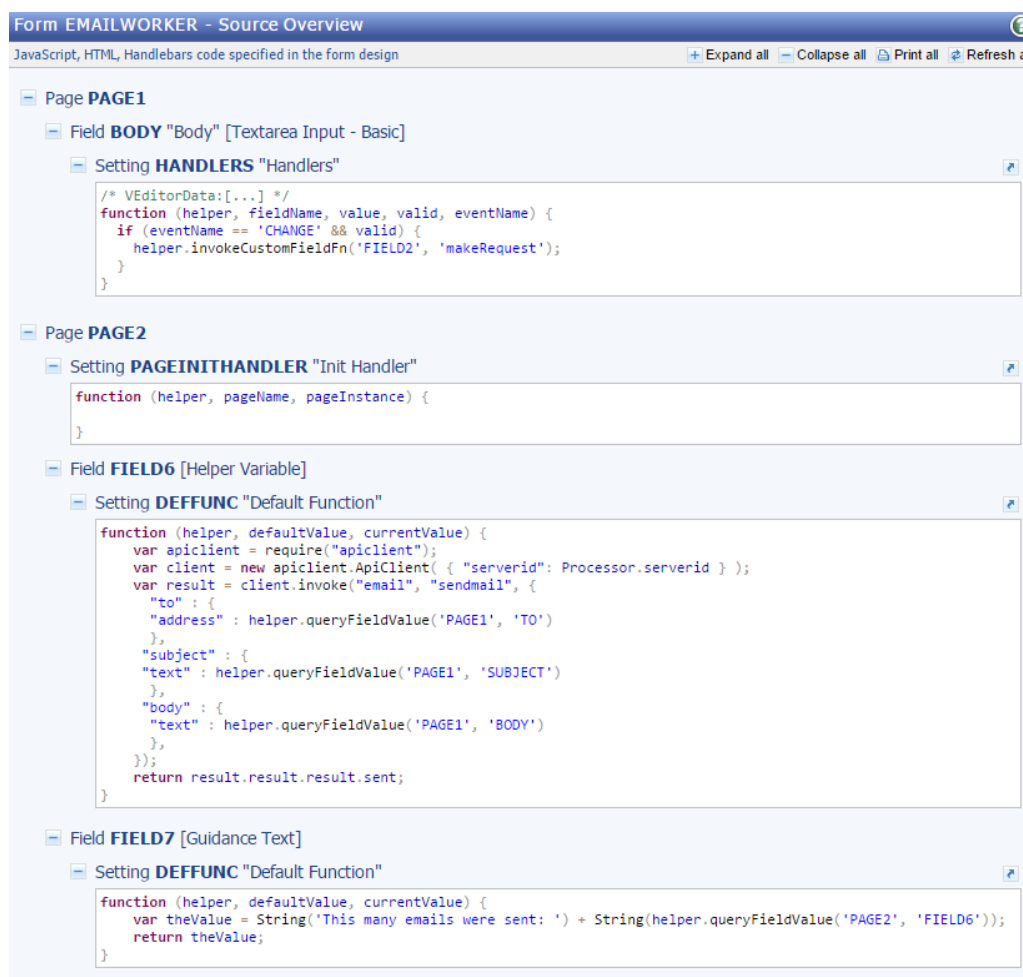 Form EMAILWORKER - Source Overview
JavaScript, HTML, Handlebars code specified in the form design
Expand all Collapse all Print all Refresh a
Page PAGE1
Field BODY "Body" [Textarea Input - Basic]
Setting HANDLERS "Handlers"
/* VEditorData:[...] */
function (helper, fieldName, value, valid, eventName) {
  if (eventName == 'CHANGE' && valid) {
    helper.invokeCustomFieldFn('FIELD2', 'makeRequest');
  }
}
Page PAGE2
Setting PAGEINITHANDLER "Init Handler"
function (helper, pageName, pageInstance) {
}
Field FIELD6 [Helper Variable]
Setting DEFFUNC "Default Function"
function (helper, defaultValue, currentValue) {
    var apiclient = require("apiclient");
    var client = new apiclient.ApiClient( { "serverid": Processor.serverid } );
    var result = client.invoke("email", "sendmail", {
      "to" : {
      "address" : helper.queryFieldValue('PAGE1', 'TO')
      },
     "subject" : {
     "text" : helper.queryFieldValue('PAGE1', 'SUBJECT')
      },
     "body" : {
      "text" : helper.queryFieldValue('PAGE1', 'BODY')
      },
    });
    return result.result.result.sent;
}
Field FIELD7 [Guidance Text]
Setting DEFFUNC "Default Function"
function (helper, defaultValue, currentValue) {
    var theValue = String('This many emails were sent: ') + String(helper.queryFieldValue('PAGE2', 'FIELD6'));
    return theValue;
}